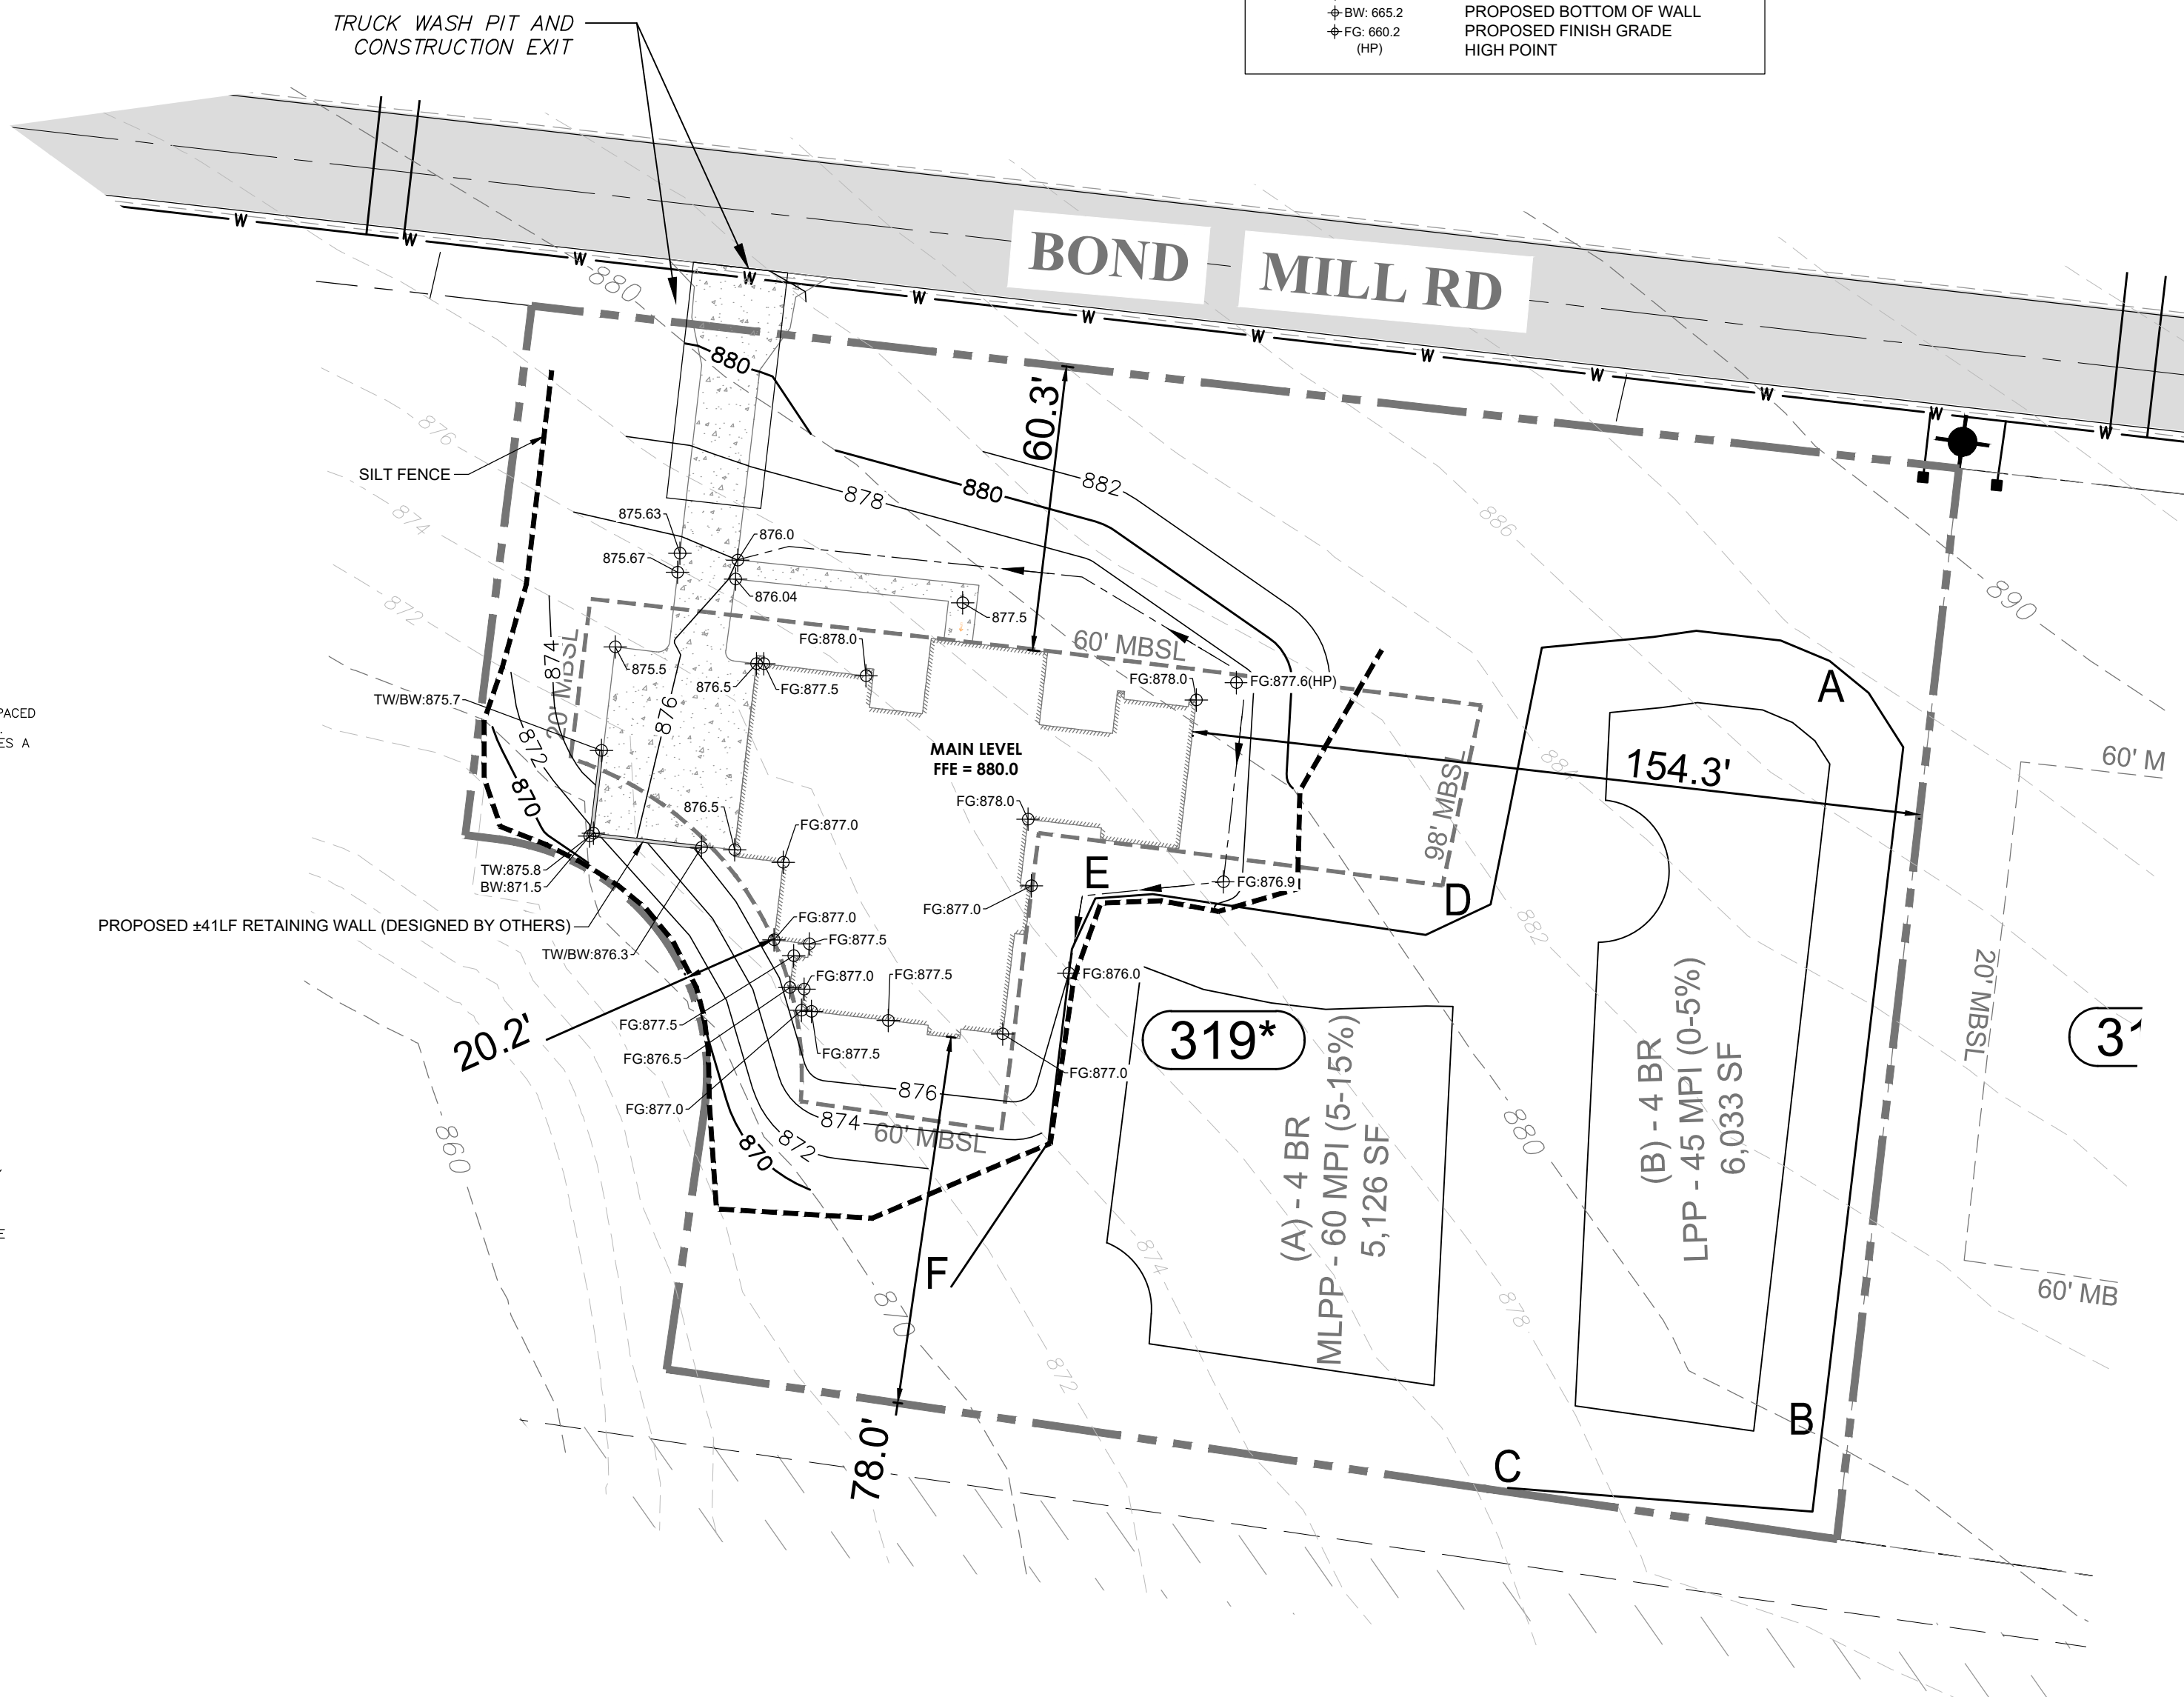 TRUCK WASH PIT AND
CONSTRUCTION EXIT
BW: 665.2 PROPOSED BOTTOM OF WALL
FG: 660.2 PROPOSED FINISH GRADE
(HP) HIGH POINT
W W W W W W W W W W W W
BOND MILL RD
880
880
60.3'
876
SILT FENCE
878
880
882
886
874
875.63
876.0
875.67
876.04
872
877.5
890
FG:878.0
60' MBSL
874
20' MBSL
875.5
876.5
FG:877.5
FG:878.0
FG:877.6(HP)
A
PACED
ES A
TW/BW:875.7
872
876
MAIN LEVEL
FFE = 880.0
154.3'
60' M
870
98' MBSL
876.5
FG:878.0
FG:877.0
TW:875.8
BW:871.5
E
FG:876.9
D
882
PROPOSED ±41LF RETAINING WALL (DESIGNED BY OTHERS)
FG:877.0
FG:877.0
TW/BW:876.3
FG:877.5
FG:877.0
FG:877.5
FG:876.0
20' MBSL
20.2'
FG:877.5
319*
31
FG:876.5
FG:877.5
FG:877.0
FG:877.0
876
874
872
870
60' MBSL
860
880
(A) - 4 BR
MLPP - 60 MPI (5-15%)
5,126 SF
(B) - 4 BR
LPP - 45 MPI (0-5%)
6,033 SF
E
F
874
870
878
60' MB
872
B
78.0'
C